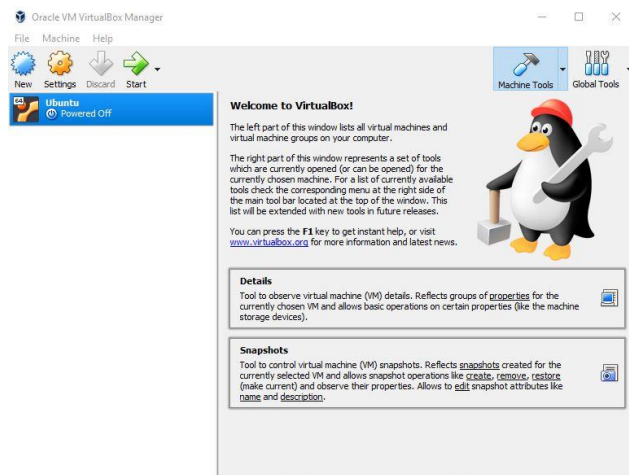 Oracle VM VirtualBox Manager
File Machine Help
New Settings Discard Start
Machine Tools Global Tools
64 Ubuntu
Powered Off
Welcome to VirtualBox!
The left part of this window lists all virtual machines and
virtual machine groups on your computer.
The right part of this window represents a set of tools
which are currently opened (or can be opened) for the
currently chosen machine. For a list of currently available
tools check the corresponding menu at the right side of
the main tool bar located at the top of the window. This
list will be extended with new tools in future releases.
You can press the F1 key to get instant help, or visit
www.virtualbox.org for more information and latest news.
Details
Tool to observe virtual machine (VM) details. Reflects groups of properties for the
currently chosen VM and allows basic operations on certain properties (like the machine
storage devices).
Snapshots
Tool to control virtual machine (VM) snapshots. Reflects snapshots created for the
currently selected VM and allows snapshot operations like create, remove, restore
(make current) and observe their properties. Allows to edit snapshot attributes like
name and description.